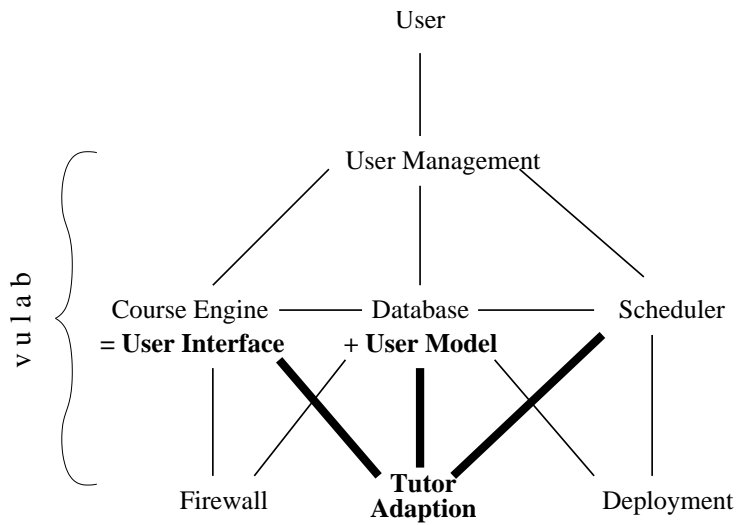 User
User Management
v u l a b
Course Engine
= User Interface
Database
+ User Model
Scheduler
Firewall
Tutor
Adaption
Deployment